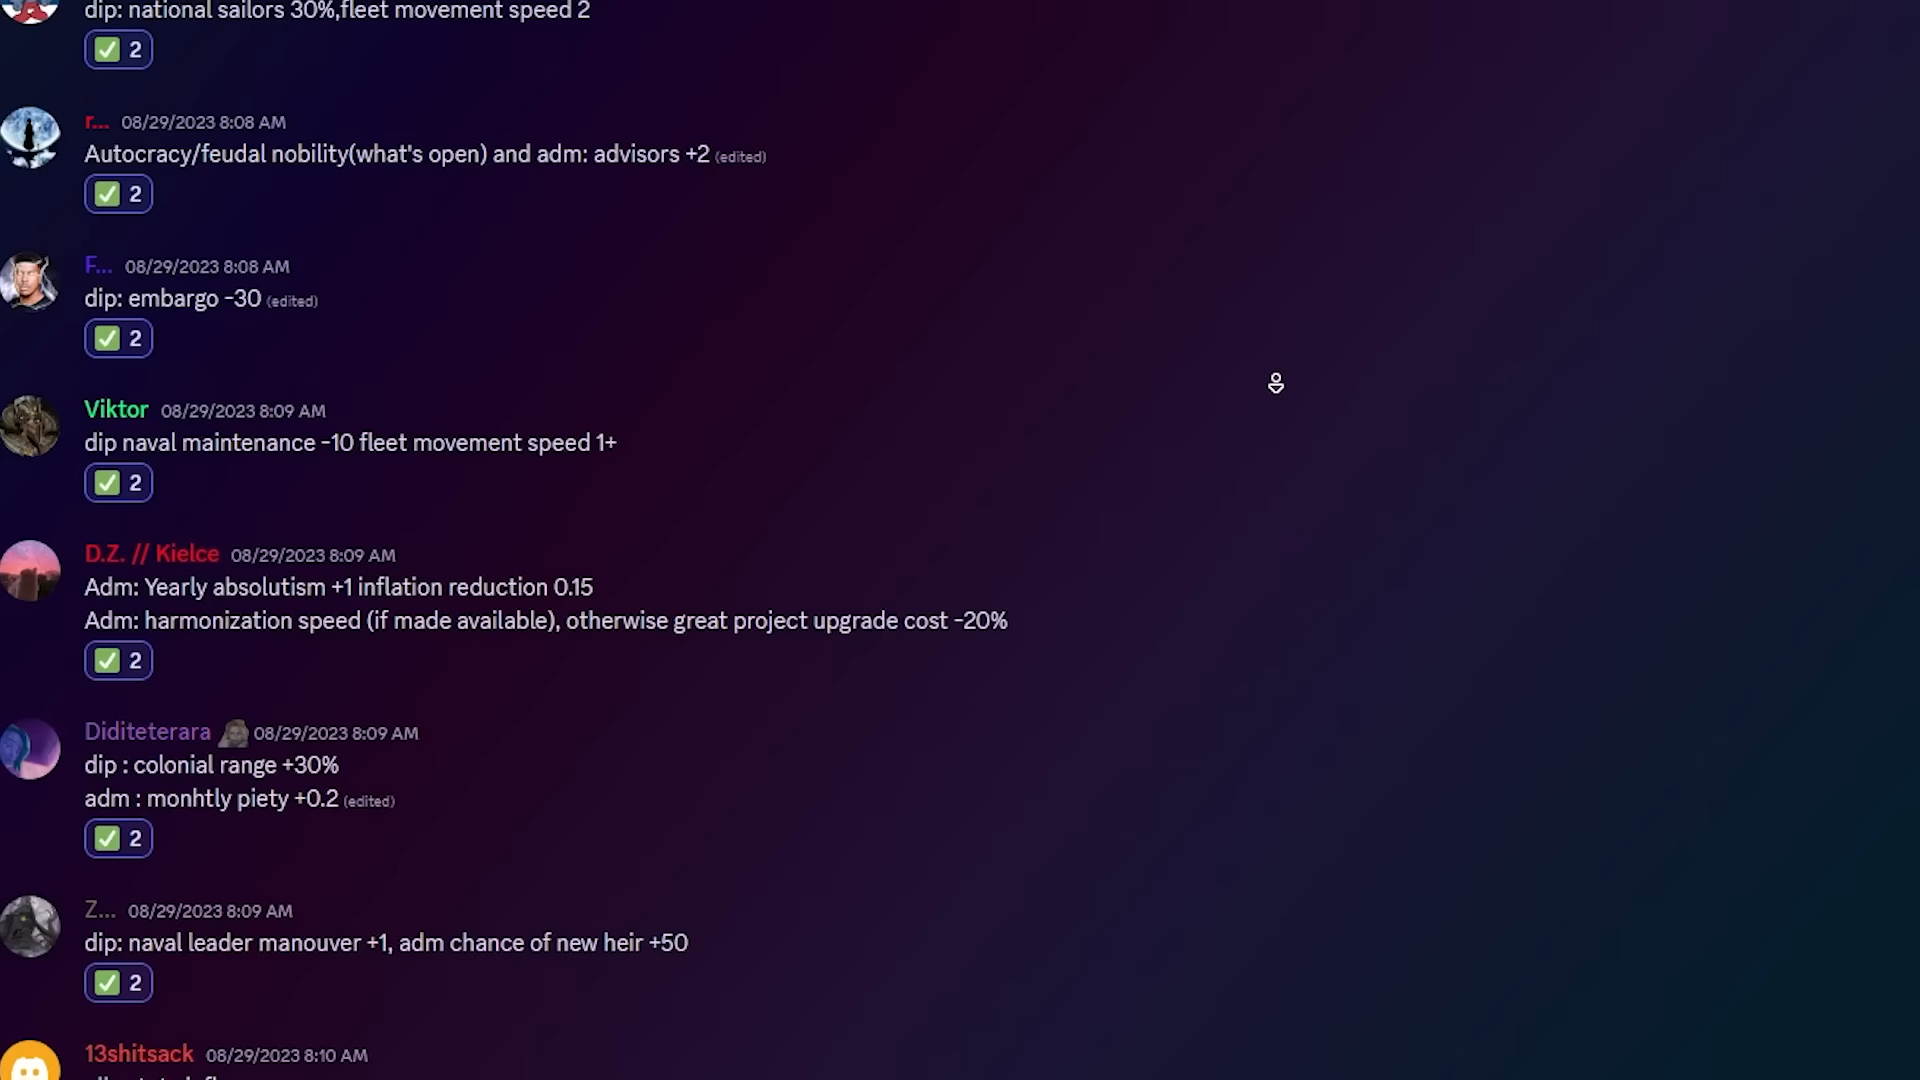 dip: national sailors 30%,fleet movement speed 2
2
r... 08/29/2023 8:08 AM
Autocracy/feudal nobility(what's open) and adm: advisors +2 (edited)
2
F... 08/29/2023 8:08 AM
dip: embargo -30 (edited)
2
Viktor 08/29/2023 8:09 AM
dip naval maintenance -10 fleet movement speed 1+
2
D.Z. // Kielce 08/29/2023 8:09 AM
Adm: Yearly absolutism +1 inflation reduction 0.15
Adm: harmonization speed (if made available), otherwise great project upgrade cost -20%
2
Diditeterara 08/29/2023 8:09 AM
dip : colonial range +30%
adm : monhtly piety +0.2 (edited)
2
Z... 08/29/2023 8:09 AM
dip: naval leader manouver +1, adm chance of new heir +50
2
13shitsack 08/29/2023 8:10 AM